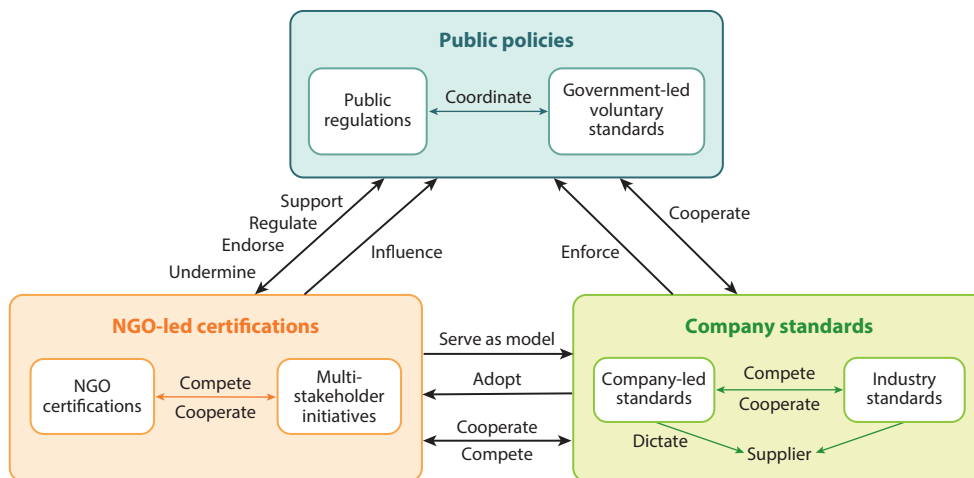 Public policies
Public
regulations
Coordinate
Government-led
voluntary
standards
Support
Regulate
Endorse
Undermine
Influence
Enforce
Cooperate
NGO-led certifications
NGO
certifications
Compete
Cooperate
Multi-
stakeholder
initiatives
Serve as model
Adopt
Cooperate
Compete
Company standards
Company-led
standards
Compete
Cooperate
Industry
standards
Dictate
Supplier